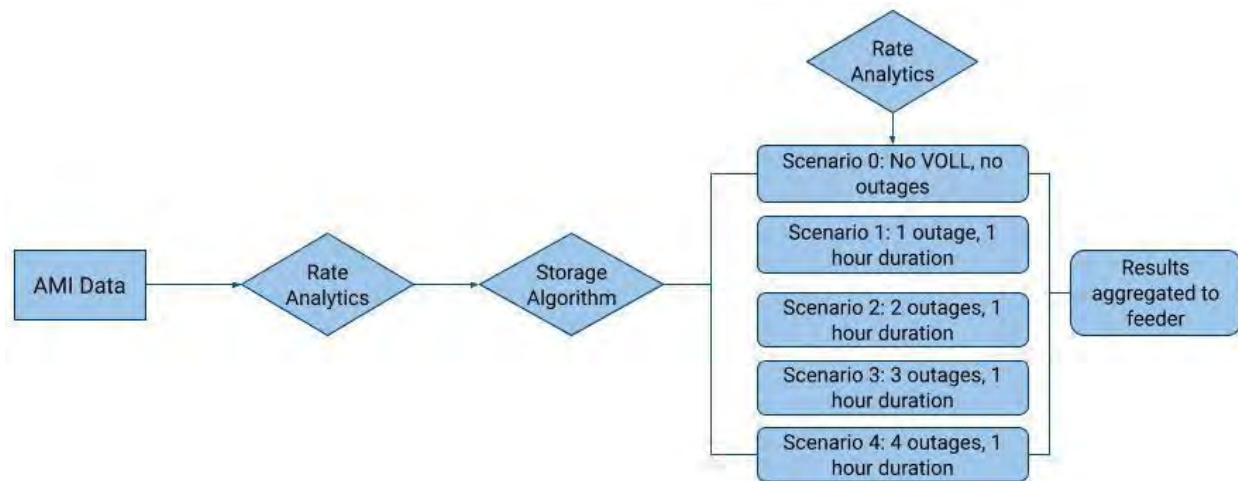 Rate
Analytics
Scenario 0: No VOLL, no
outages
Scenario 1: 1 outage, 1
hour duration
AMI Data
Rate
Analytics
Storage
Algorithm
Scenario 2: 2 outages, 1
hour duration
Results
aggregated to
feeder
Scenario 3: 3 outages, 1
hour duration
Scenario 4: 4 outages, 1
hour duration